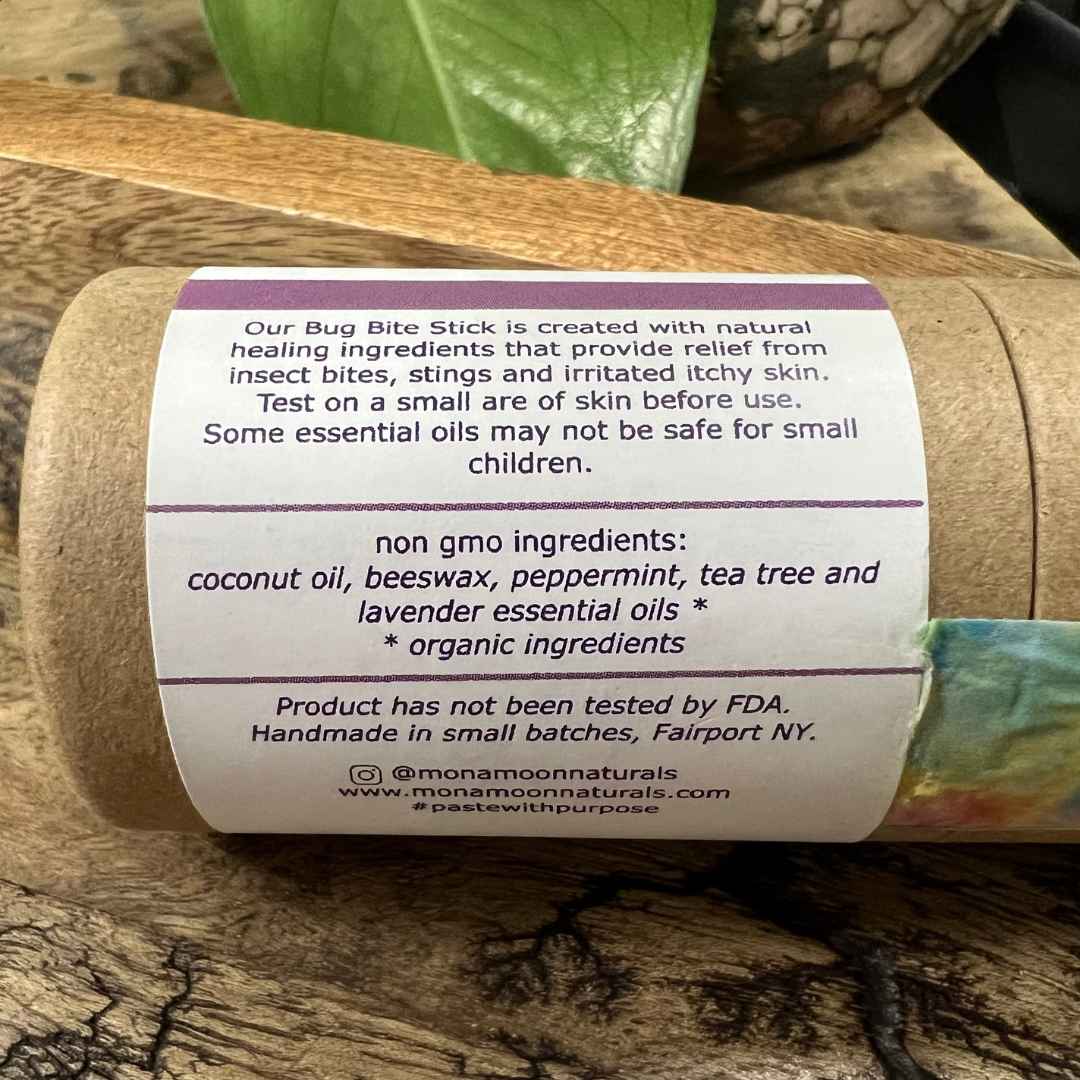 Our Bug Bite Stick is created with natural
healing ingredients that provide relief from
insect bites, stings and irritated itchy skin.
Test on a small are of skin before use.
Some essential oils may not be safe for small
children.
non gmo ingredients:
coconut oil, beeswax, peppermint, tea tree and
lavender essential oils *
* organic ingredients
Product has not been tested by FDA.
Handmade in small batches, Fairport NY.
@monamoonnaturals
www.monamoonnaturals.com
#pastewithpurpose